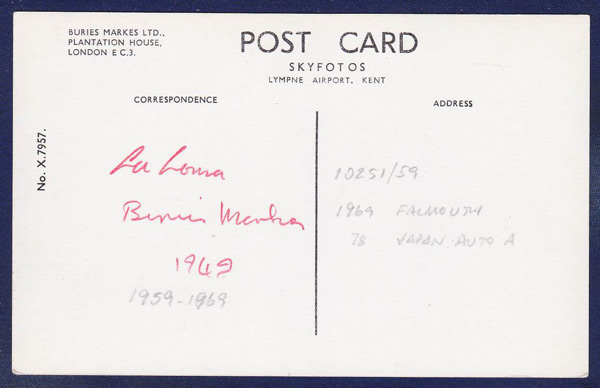 BURIES MARKES LTD.,
PLANTATION HOUSE,
LONDON E C.3.
POST CARD
SKYFOTOS
LYMPNE AIRPORT, KENT
CORRESPONDENCE
ADDRESS
No. X.7957.
La Loma
Buries Markes
1969
1959-1969
10251/59
1969 FALMOUTH
78 JAPAN AUTO A